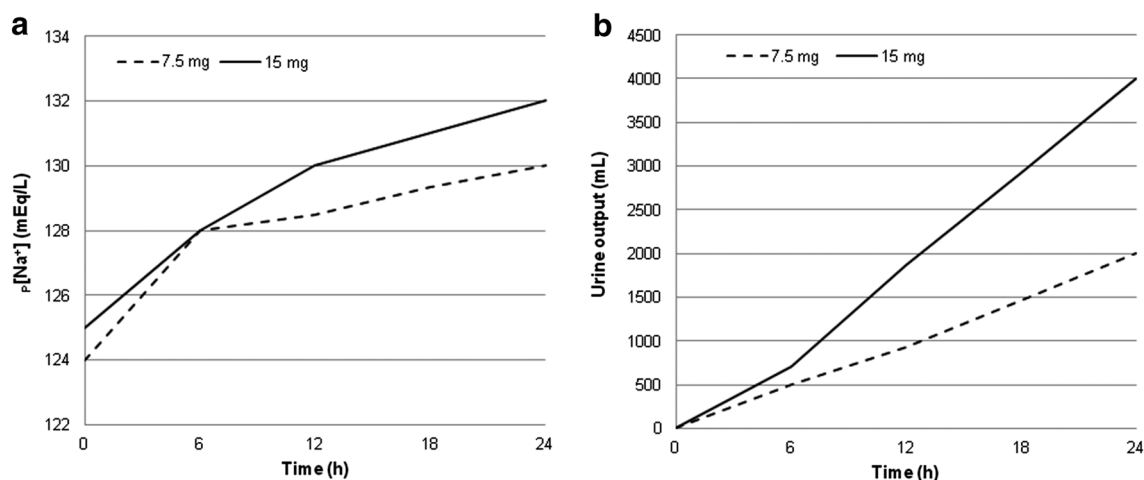 a
7.5 mg 15 mg
P[Na+] (mEq/L)
134
132
130
128
126
124
122
0 6 12 18 24
Time (h)
b
7.5 mg 15 mg
Urine output (mL)
4500
4000
3500
3000
2500
2000
1500
1000
500
0
0 6 12 18 24
Time (h)